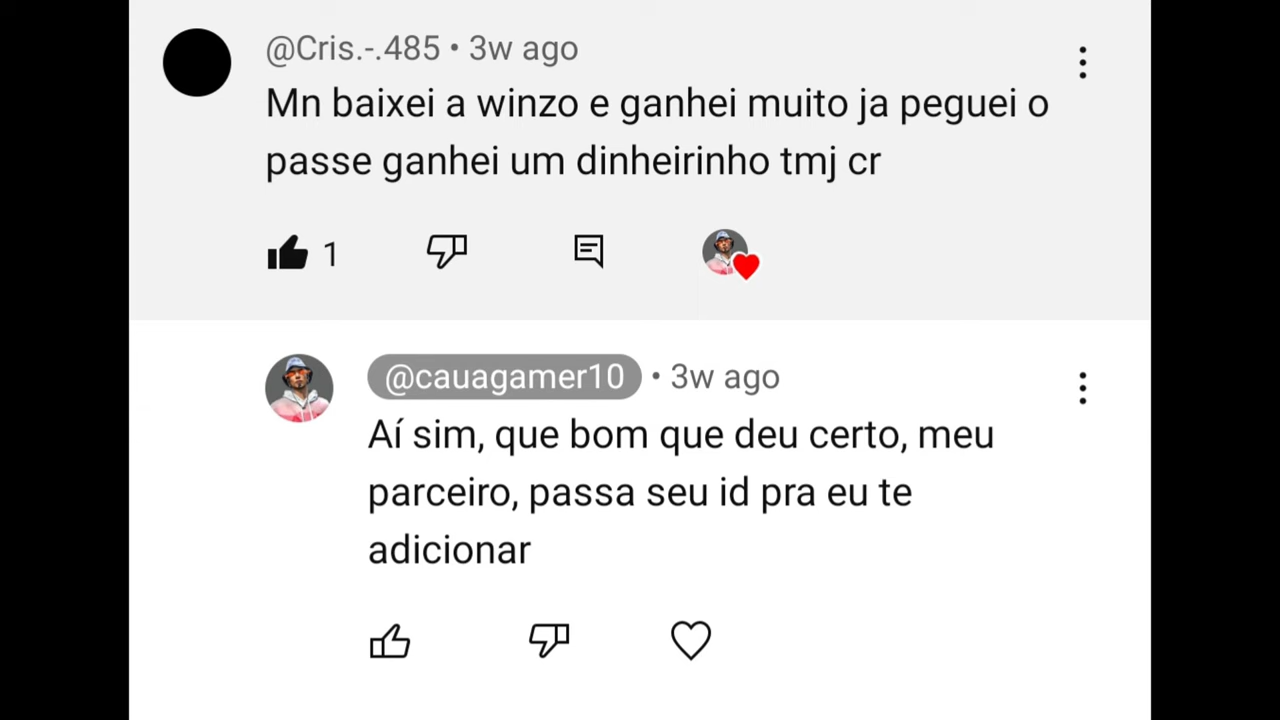 @Cris.-.485 • 3w ago
Mn baixei a winzo e ganhei muito ja peguei o
passe ganhei um dinheirinho tmj cr
1
@cauagamer10 • 3w ago
Aí sim, que bom que deu certo, meu
parceiro, passa seu id pra eu te
adicionar